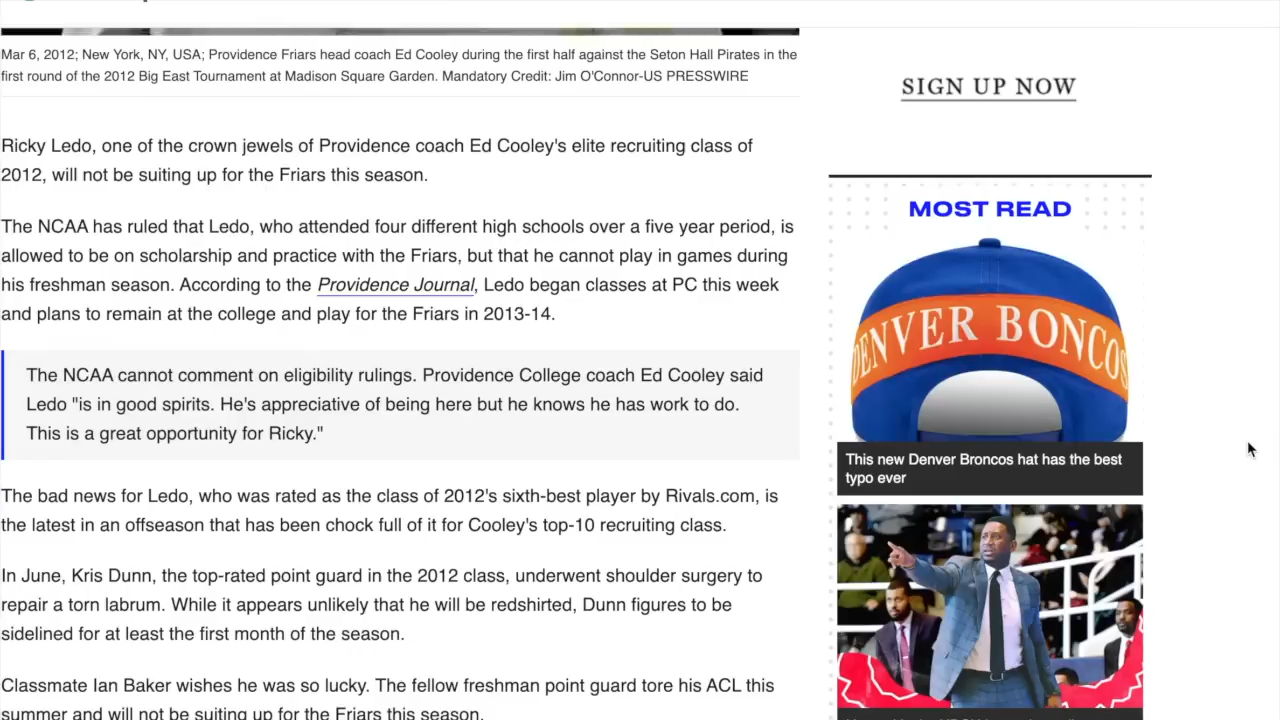 Mar 6, 2012; New York, NY, USA; Providence Friars head coach Ed Cooley during the first half against the Seton Hall Pirates in the
first round of the 2012 Big East Tournament at Madison Square Garden. Mandatory Credit: Jim O'Connor-US PRESSWIRE
Ricky Ledo, one of the crown jewels of Providence coach Ed Cooley's elite recruiting class of
2012, will not be suiting up for the Friars this season.
The NCAA has ruled that Ledo, who attended four different high schools over a five year period, is
allowed to be on scholarship and practice with the Friars, but that he cannot play in games during
his freshman season. According to the Providence Journal, Ledo began classes at PC this week
and plans to remain at the college and play for the Friars in 2013-14.
The NCAA cannot comment on eligibility rulings. Providence College coach Ed Cooley said
Ledo "is in good spirits. He's appreciative of being here but he knows he has work to do.
This is a great opportunity for Ricky."
The bad news for Ledo, who was rated as the class of 2012's sixth-best player by Rivals.com, is
the latest in an offseason that has been chock full of it for Cooley's top-10 recruiting class.
In June, Kris Dunn, the top-rated point guard in the 2012 class, underwent shoulder surgery to
repair a torn labrum. While it appears unlikely that he will be redshirted, Dunn figures to be
sidelined for at least the first month of the season.
Classmate Ian Baker wishes he was so lucky. The fellow freshman point guard tore his ACL this
summer and will not be suiting up for the Friars this season.
SIGN UP NOW
MOST READ
DENVER BONCOS
This new Denver Broncos hat has the best
typo ever